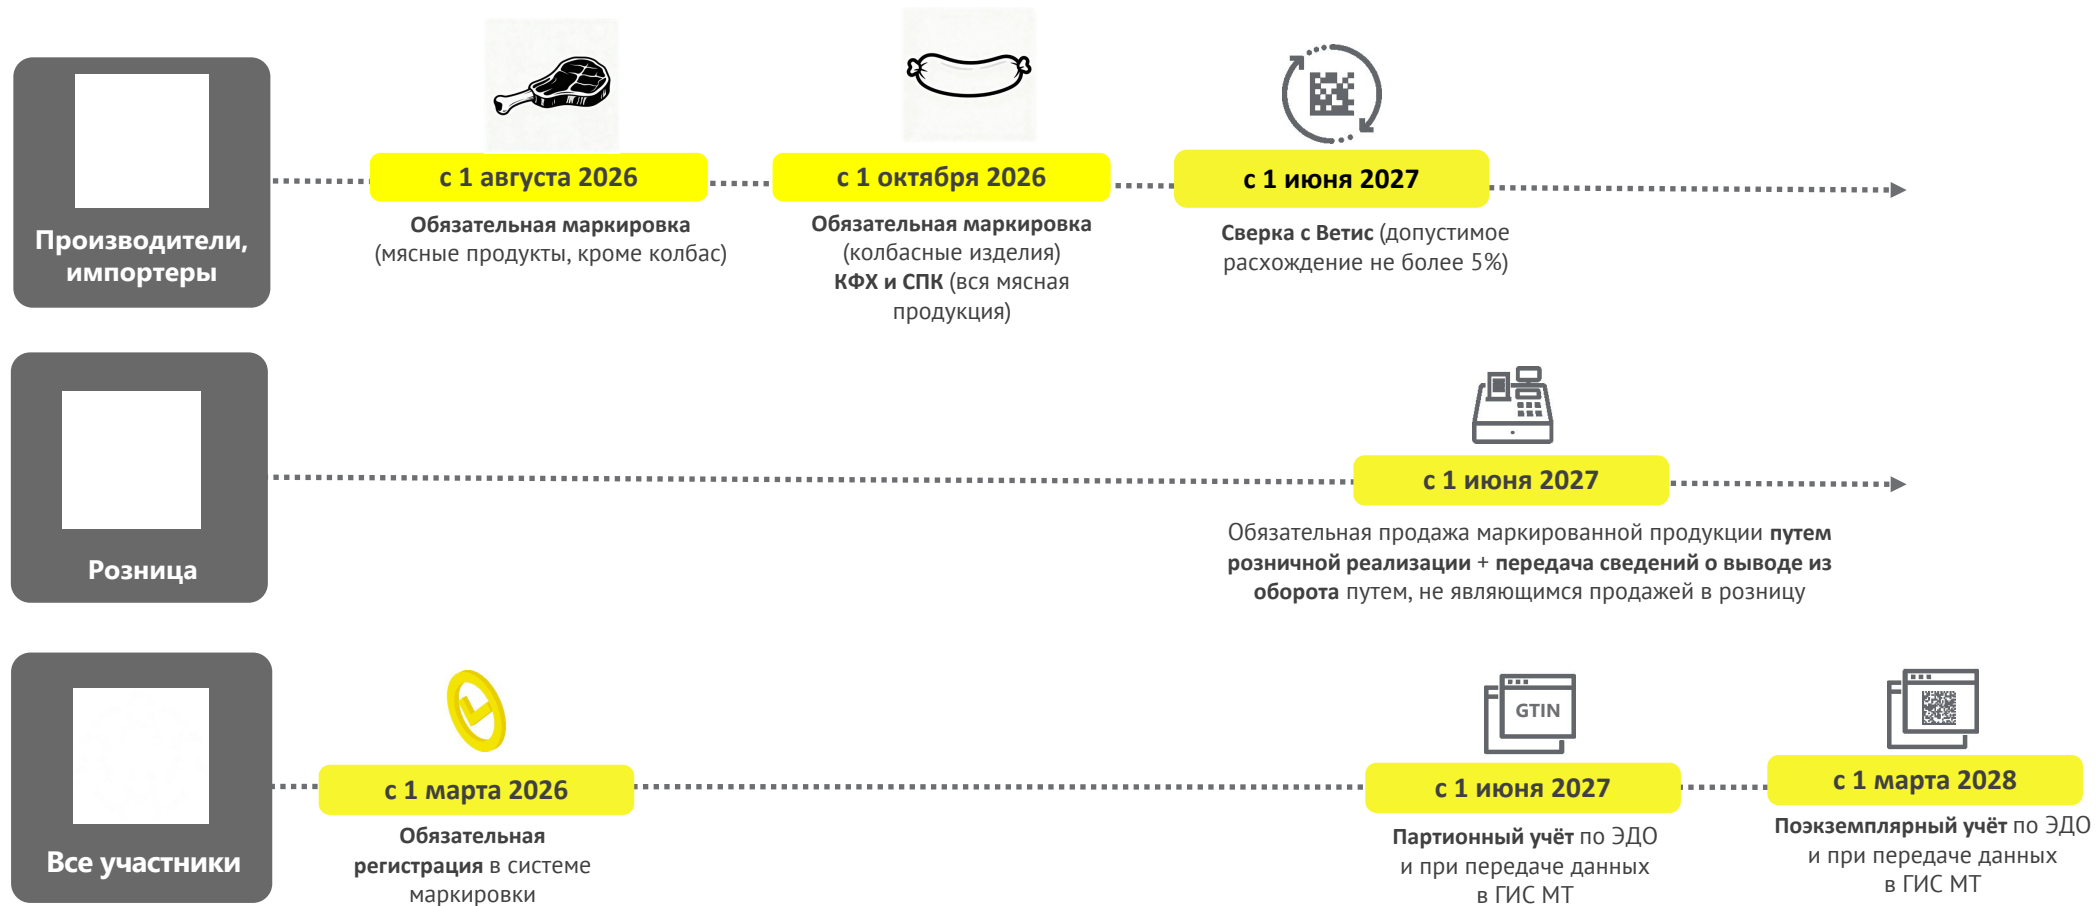 Производители,
импортеры
с 1 августа 2026
Обязательная маркировка
(мясные продукты, кроме колбас)
с 1 октября 2026
Обязательная маркировка
(колбасные изделия)
КФХ и СПК (вся мясная
продукция)
с 1 июня 2027
Сверка с Ветис (допустимое
расхождение не более 5%)
Розница
с 1 июня 2027
Обязательная продажа маркированной продукции путем
розничной реализации + передача сведений о выводе из
оборота путем, не являющимся продажей в розницу
Все участники
с 1 марта 2026
Обязательная
регистрация в системе
маркировки
GTIN
с 1 июня 2027
Партионный учёт по ЭДО
и при передаче данных
в ГИС МТ
с 1 марта 2028
Поэкземплярный учёт по ЭДО
и при передаче данных
в ГИС МТ